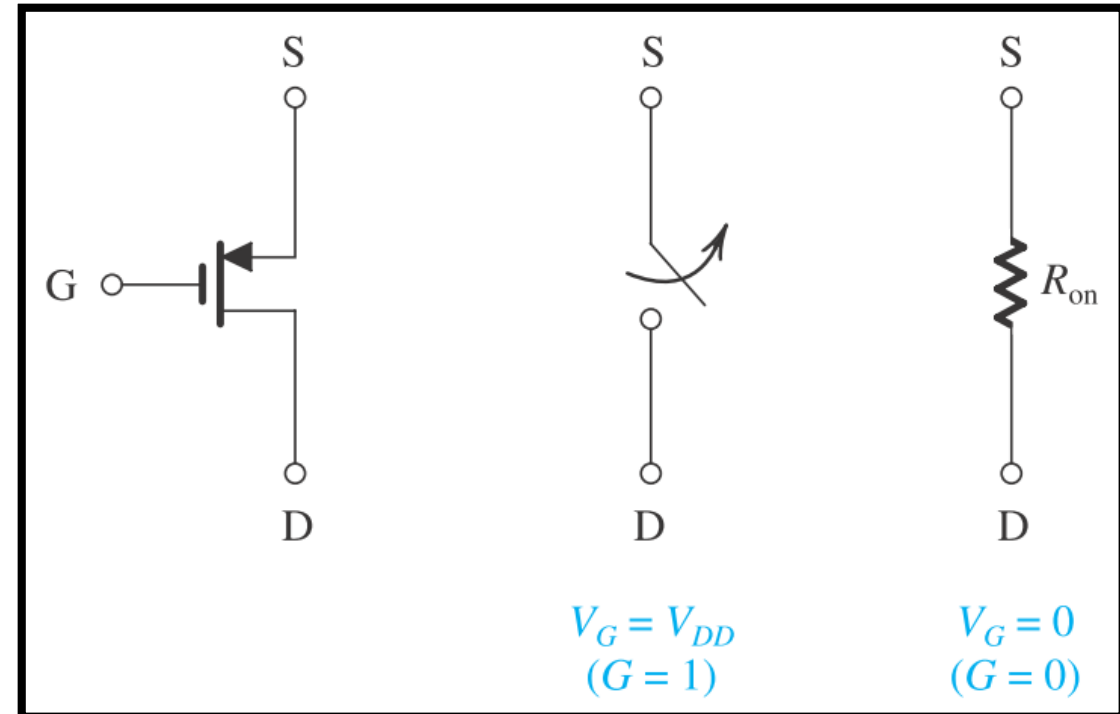 S
S
S
G
R_on
D
D
D
V_G = V_DD
(G = 1)
V_G = 0
(G = 0)